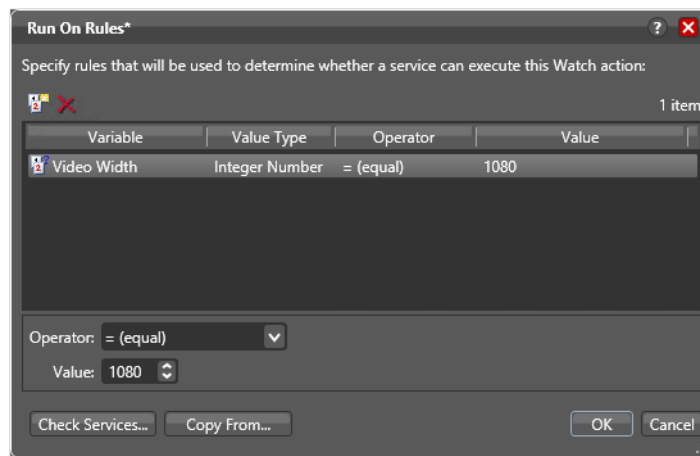 Run On Rules*
Specify rules that will be used to determine whether a service can execute this Watch action:
1 item
Variable Value Type Operator Value
Video Width Integer Number = (equal) 1080
Operator: = (equal)
Value: 1080
Check Services... Copy From... OK Cancel